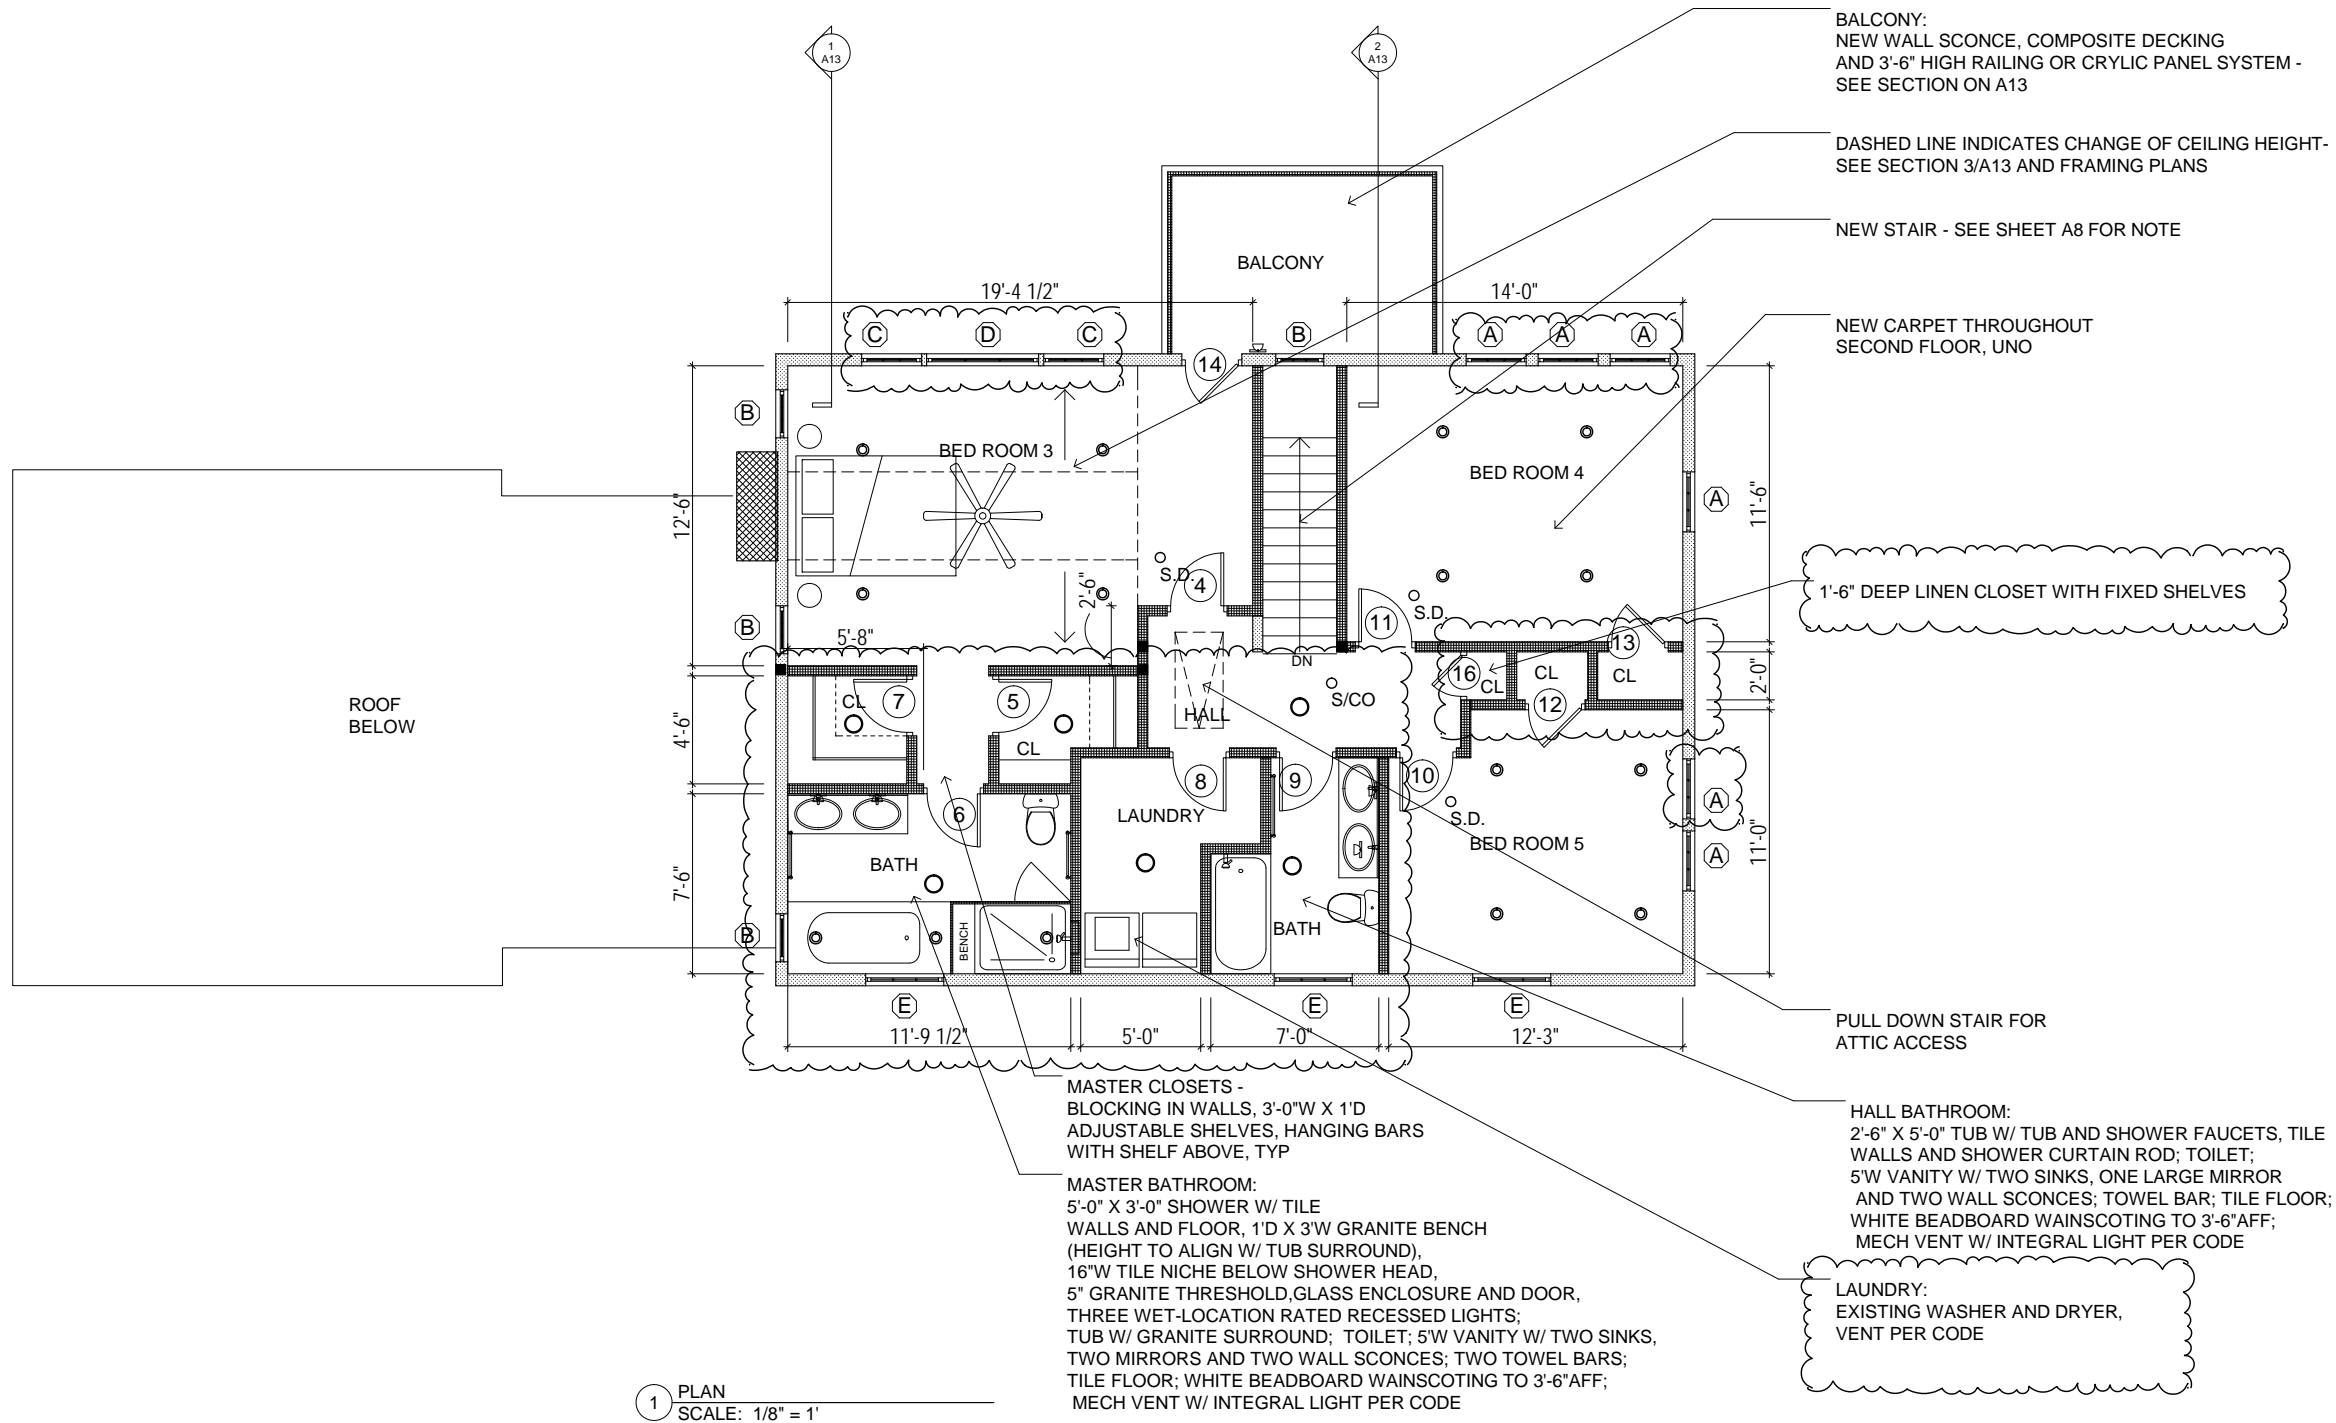 1
A13
2
A13
BALCONY:
NEW WALL SCONCE, COMPOSITE DECKING
AND 3'-6" HIGH RAILING OR CRYLIC PANEL SYSTEM -
SEE SECTION ON A13
DASHED LINE INDICATES CHANGE OF CEILING HEIGHT-
SEE SECTION 3/A13 AND FRAMING PLANS
NEW STAIR - SEE SHEET A8 FOR NOTE
NEW CARPET THROUGHOUT
SECOND FLOOR, UNO
1'-6" DEEP LINEN CLOSET WITH FIXED SHELVES
BALCONY
19'-4 1/2"
14'-0"
C
D
C
B
A
A
A
14
B
BED ROOM 3
BED ROOM 4
12'-6"
A
11'-6"
S.D.
4
2'-6"
B
5'-8"
11
S.D.
13
DN
16
CL
CL
CL
12
2'-0"
ROOF
BELOW
4'-6"
CL
7
5
CL
HALL
S/CO
8
9
10
6
LAUNDRY
S.D.
BED ROOM 5
A
A
11'-0"
7'-6"
BATH
B
BENCH
BATH
E
E
E
11'-9 1/2"
5'-0"
7'-0"
12'-3"
PULL DOWN STAIR FOR
ATTIC ACCESS
MASTER CLOSETS -
BLOCKING IN WALLS, 3'-0"W X 1'D
ADJUSTABLE SHELVES, HANGING BARS
WITH SHELF ABOVE, TYP
MASTER BATHROOM:
5'-0" X 3'-0" SHOWER W/ TILE
WALLS AND FLOOR, 1'D X 3'W GRANITE BENCH
(HEIGHT TO ALIGN W/ TUB SURROUND),
16"W TILE NICHE BELOW SHOWER HEAD,
5" GRANITE THRESHOLD,GLASS ENCLOSURE AND DOOR,
THREE WET-LOCATION RATED RECESSED LIGHTS;
TUB W/ GRANITE SURROUND; TOILET; 5'W VANITY W/ TWO SINKS,
TWO MIRRORS AND TWO WALL SCONCES; TWO TOWEL BARS;
TILE FLOOR; WHITE BEADBOARD WAINSCOTING TO 3'-6"AFF;
MECH VENT W/ INTEGRAL LIGHT PER CODE
HALL BATHROOM:
2'-6" X 5'-0" TUB W/ TUB AND SHOWER FAUCETS, TILE
WALLS AND SHOWER CURTAIN ROD; TOILET;
5'W VANITY W/ TWO SINKS, ONE LARGE MIRROR
AND TWO WALL SCONCES; TOWEL BAR; TILE FLOOR;
WHITE BEADBOARD WAINSCOTING TO 3'-6"AFF;
MECH VENT W/ INTEGRAL LIGHT PER CODE
LAUNDRY:
EXISTING WASHER AND DRYER,
VENT PER CODE
1
PLAN
SCALE: 1/8" = 1'